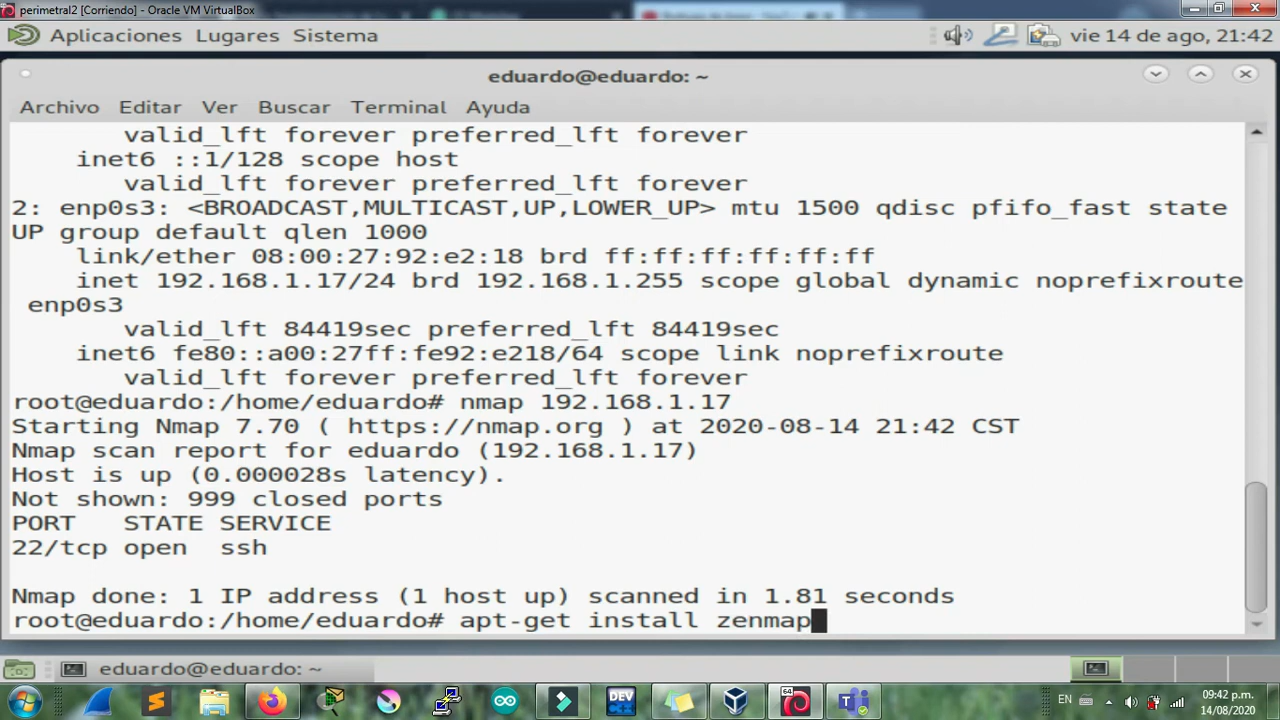 perimetral2 [Corriendo] - Oracle VM VirtualBox
Aplicaciones Lugares Sistema
vie 14 de ago, 21:42
eduardo@eduardo: ~
Archivo Editar Ver Buscar Terminal Ayuda
valid_lft forever preferred_lft forever
inet6 ::1/128 scope host
valid_lft forever preferred_lft forever
2: enp0s3: <BROADCAST,MULTICAST,UP,LOWER_UP> mtu 1500 qdisc pfifo_fast state
UP group default qlen 1000
link/ether 08:00:27:92:e2:18 brd ff:ff:ff:ff:ff:ff
inet 192.168.1.17/24 brd 192.168.1.255 scope global dynamic noprefixroute
enp0s3
valid_lft 84419sec preferred_lft 84419sec
inet6 fe80::a00:27ff:fe92:e218/64 scope link noprefixroute
valid_lft forever preferred_lft forever
root@eduardo:/home/eduardo# nmap 192.168.1.17
Starting Nmap 7.70 ( https://nmap.org ) at 2020-08-14 21:42 CST
Nmap scan report for eduardo (192.168.1.17)
Host is up (0.000028s latency).
Not shown: 999 closed ports
PORT STATE SERVICE
22/tcp open ssh
Nmap done: 1 IP address (1 host up) scanned in 1.81 seconds
root@eduardo:/home/eduardo# apt-get install zenmap
eduardo@eduardo: ~
DEV
64
EN
09:42 p.m.
14/08/2020